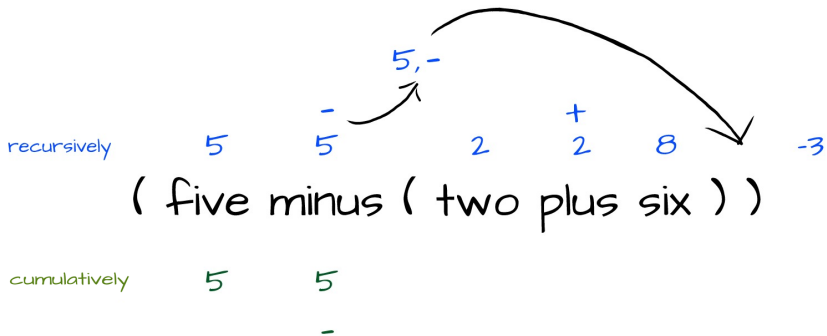 5,-
- +
recursively 5 5 2 2 8 -3
( five minus ( two plus six ) )
cumulatively 5 5
-